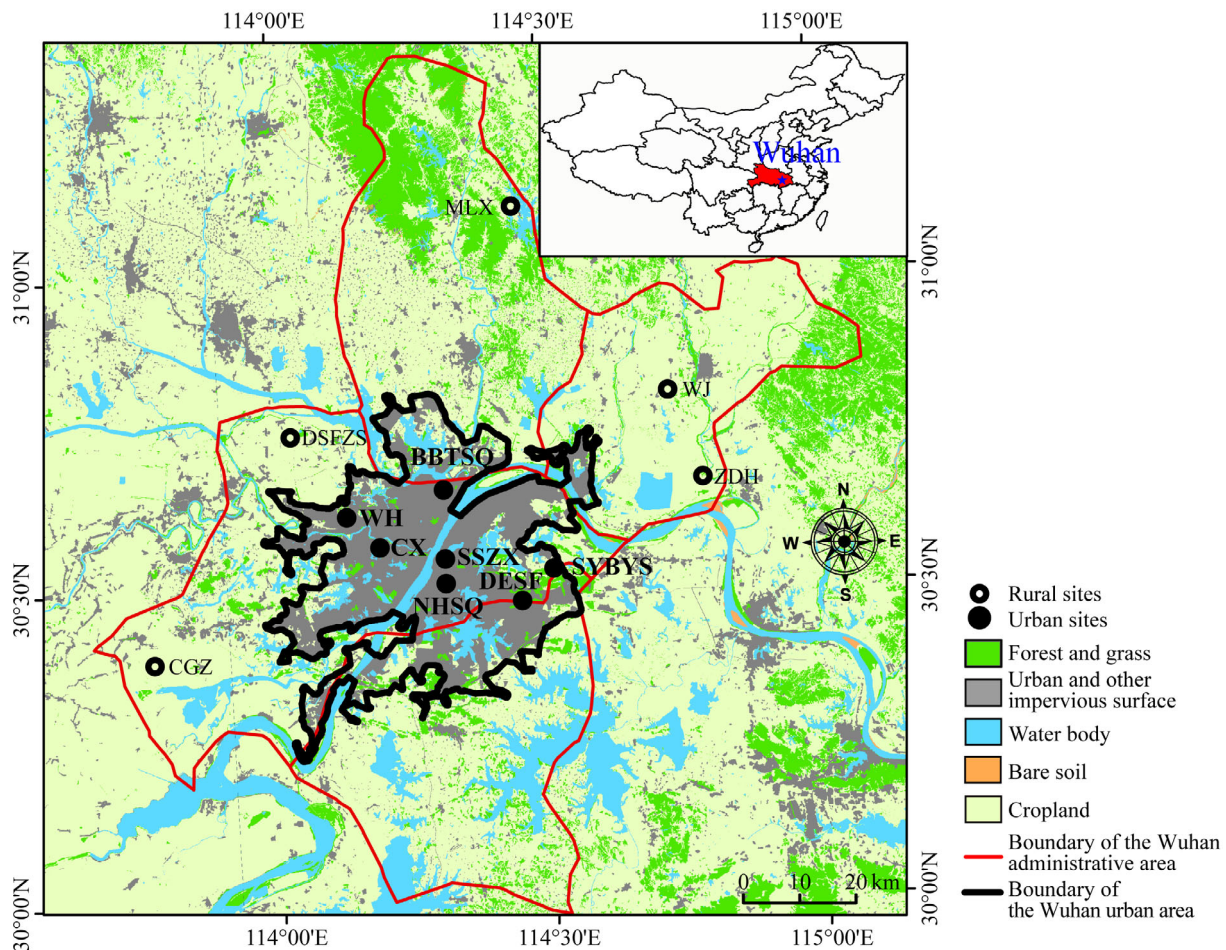 114°00'E
114°30'E
115°00'E
Wuhan
MLX
31°00'N
31°00'N
WJ
DSFZS
BBTSQ
ZDH
WH
N
CX
W
E
SSZX
SYBYS
DESF
S
NHSQ
30°30'N
30°30'N
CGZ
Rural sites
Urban sites
Forest and grass
Urban and other
impervious surface
Water body
Bare soil
Cropland
Boundary of the Wuhan
administrative area
Boundary of
the Wuhan urban area
0 10 20 km
30°00'N
30°00'N
114°00'E
114°30'E
115°00'E